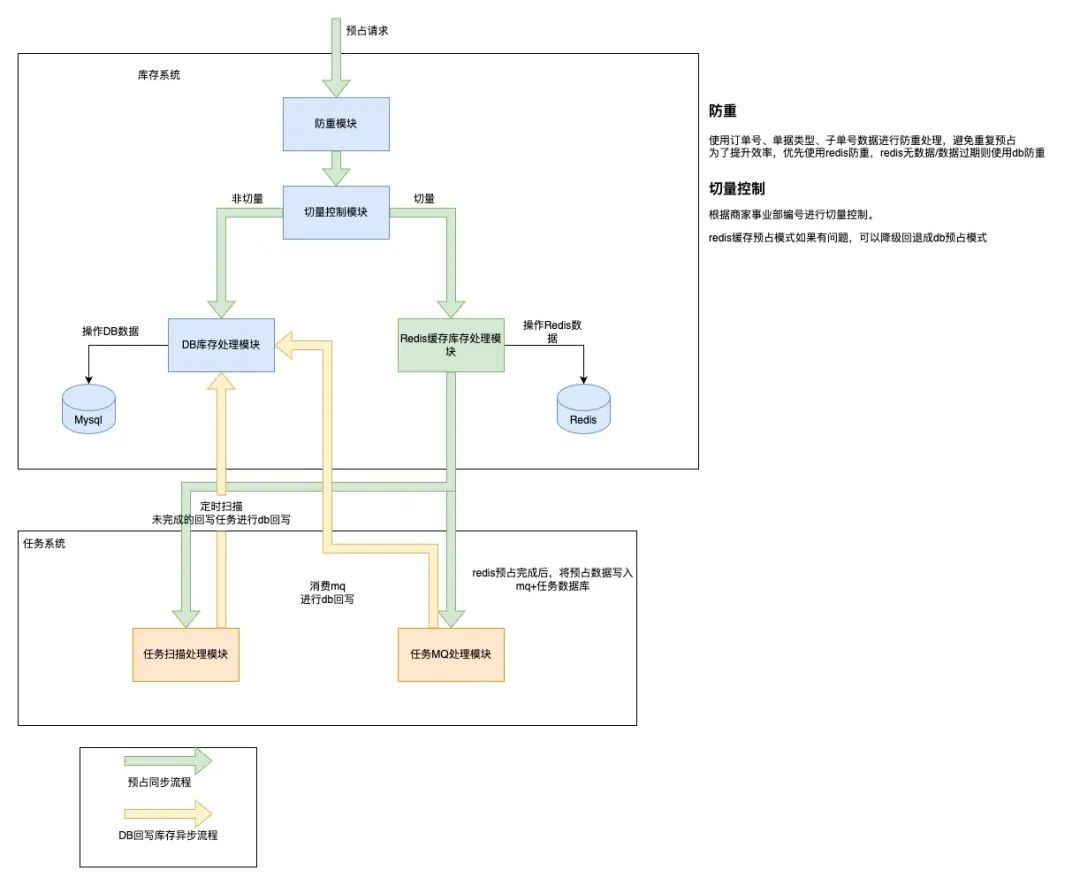 预占请求
库存系统
防重模块
防重
使用订单号、单据类型、子单号数据进行防重处理，避免重复预占
为了提升效率，优先使用redis防重，redis无数据/数据过期则使用db防重
切量控制
根据商家事业部编号进行切量控制。
redis缓存预占模式如果有问题，可以降级回退成db预占模式
非切量
切量控制模块
切量
操作DB数据
DB库存处理模块
Redis缓存库存处理模
块
操作Redis数
据
Mysql
Redis
定时扫描
未完成的回写任务进行db回写
任务系统
消费mq
进行db回写
redis预占完成后，将预占数据写入
mq+任务数据库
任务扫描处理模块
任务MQ处理模块
预占同步流程
DB回写库存异步流程